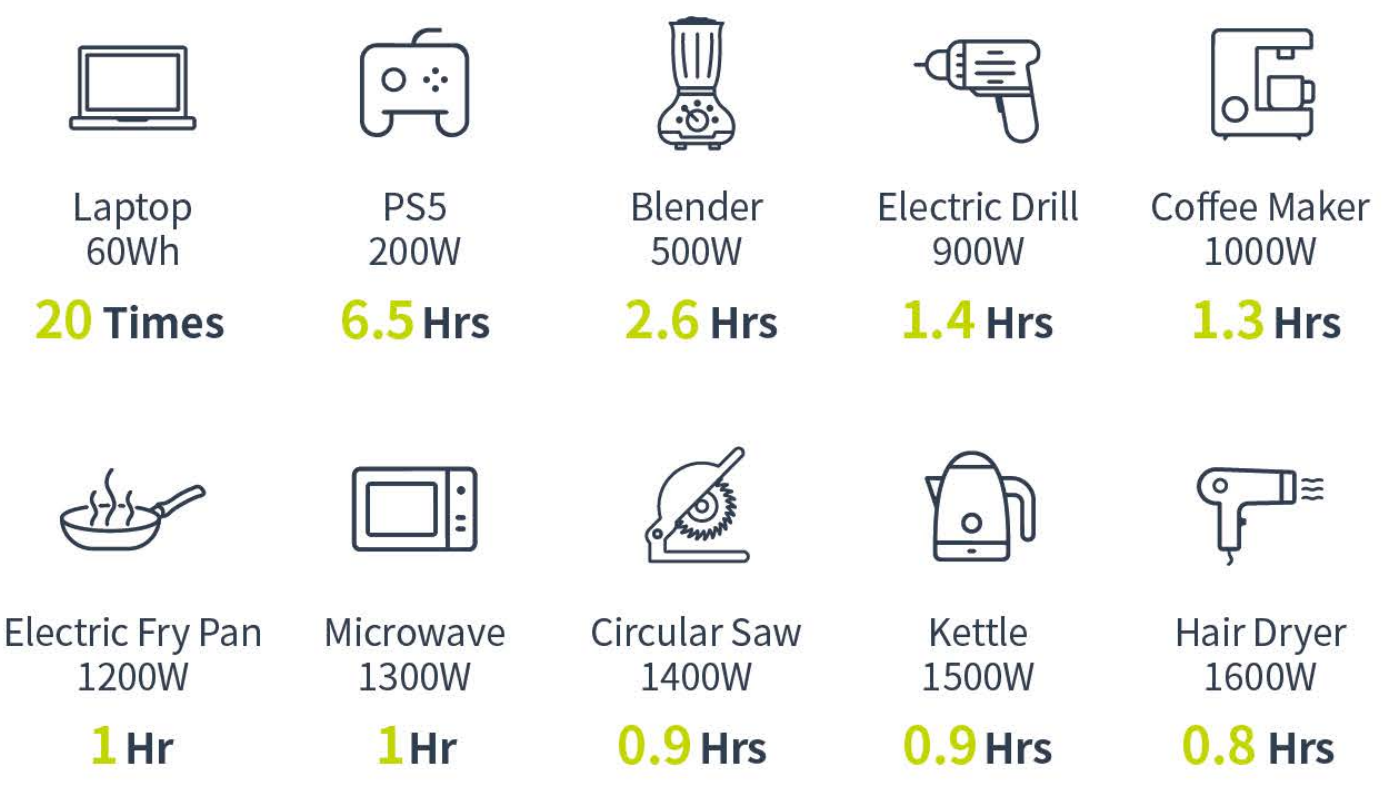 Laptop
60Wh
20 Times
PS5
200W
6.5 Hrs
Blender
500W
2.6 Hrs
Electric Drill
900W
1.4 Hrs
Coffee Maker
1000W
1.3 Hrs
Electric Fry Pan
1200W
1 Hr
Microwave
1300W
1 Hr
Circular Saw
1400W
0.9 Hrs
Kettle
1500W
0.9 Hrs
Hair Dryer
1600W
0.8 Hrs